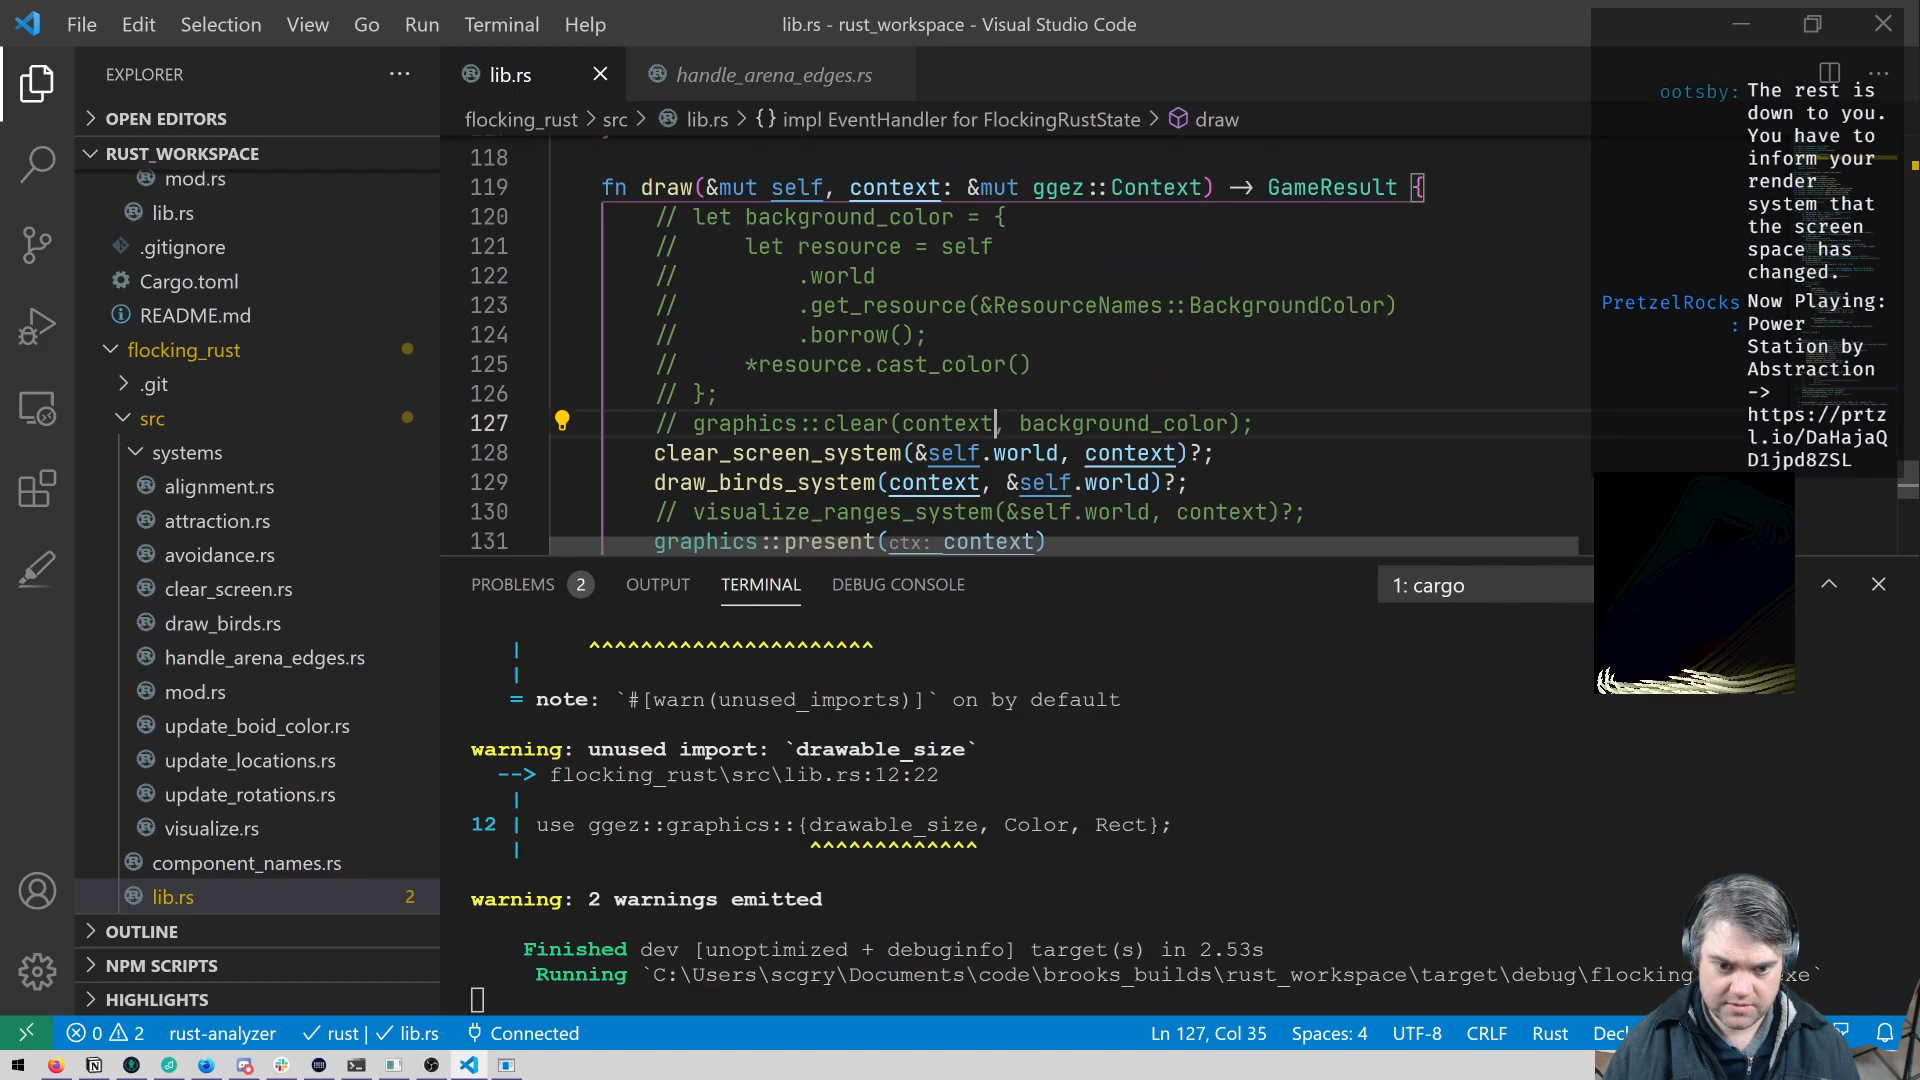 File Edit Selection View Go Run Terminal Help
lib.rs - rust_workspace - Visual Studio Code
EXPLORER
OPEN EDITORS
RUST_WORKSPACE
mod.rs
lib.rs
.gitignore
Cargo.toml
README.md
flocking_rust
.git
src
systems
alignment.rs
attraction.rs
avoidance.rs
clear_screen.rs
draw_birds.rs
handle_arena_edges.rs
mod.rs
update_boid_color.rs
update_locations.rs
update_rotations.rs
visualize.rs
component_names.rs
lib.rs 2
OUTLINE
NPM SCRIPTS
HIGHLIGHTS
lib.rs
handle_arena_edges.rs
flocking_rust > src > lib.rs > {} impl EventHandler for FlockingRustState > draw
118
119 fn draw(&mut self, context: &mut ggez::Context) -> GameResult {
120 // let background_color = {
121 // let resource = self
122 // .world
123 // .get_resource(&ResourceNames::BackgroundColor)
124 // .borrow();
125 // *resource.cast_color()
126 // };
127 // graphics::clear(context, background_color);
128 clear_screen_system(&self.world, context)?;
129 draw_birds_system(context, &self.world)?;
130 // visualize_ranges_system(&self.world, context)?;
131 graphics::present(ctx: context)
PROBLEMS 2 OUTPUT TERMINAL DEBUG CONSOLE
1: cargo
| ^^^^^^^^^^^^^^^^^^^^^^
|
= note: `#[warn(unused_imports)]` on by default
warning: unused import: `drawable_size`
--> flocking_rust\src\lib.rs:12:22
|
12 | use ggez::graphics::{drawable_size, Color, Rect};
| ^^^^^^^^^^^^^
warning: 2 warnings emitted
Finished dev [unoptimized + debuginfo] target(s) in 2.53s
Running `C:\Users\scgry\Documents\code\brooks_builds\rust_workspace\target\debug\flocking
xe`
ootsby: The rest is
down to you.
You have to
inform your
render
system that
the screen
space has
changed.
PretzelRocks Now Playing:
: Power
Station by
Abstraction
->
https://prtz
l.io/DaHajaQ
D1jpd8ZSL
0 2 rust-analyzer rust | lib.rs Connected
Ln 127, Col 35 Spaces: 4 UTF-8 CRLF Rust Decl